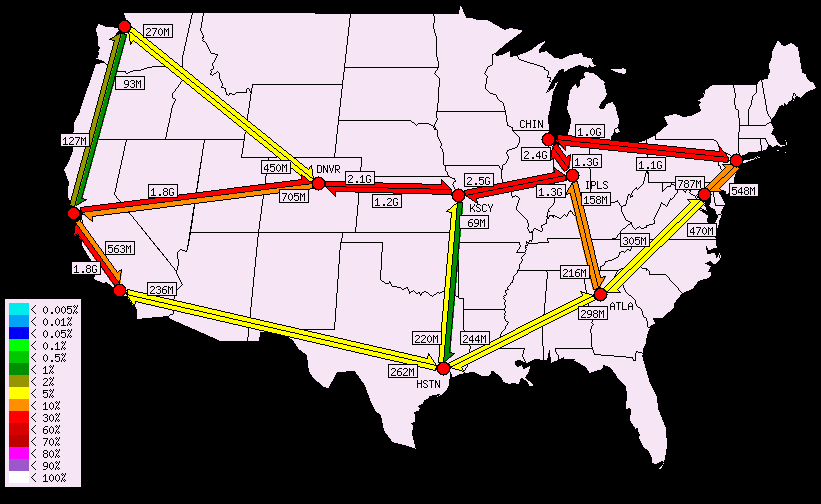 270M
93M
CHIN
1.0G
127M
2.4G
1.3G
1.1G
450M
DNVR
2.1G
2.5G
IPLS
787M
548M
1.8G
705M
1.2G
1.3G
158M
KSCY
69M
470M
305M
563M
1.8G
216M
236M
ATLA
298M
220M
244M
262M
HSTN
< 0.005%
< 0.01%
< 0.05%
< 0.1%
< 0.5%
< 1%
< 2%
< 5%
< 10%
< 30%
< 60%
< 70%
< 80%
< 90%
< 100%